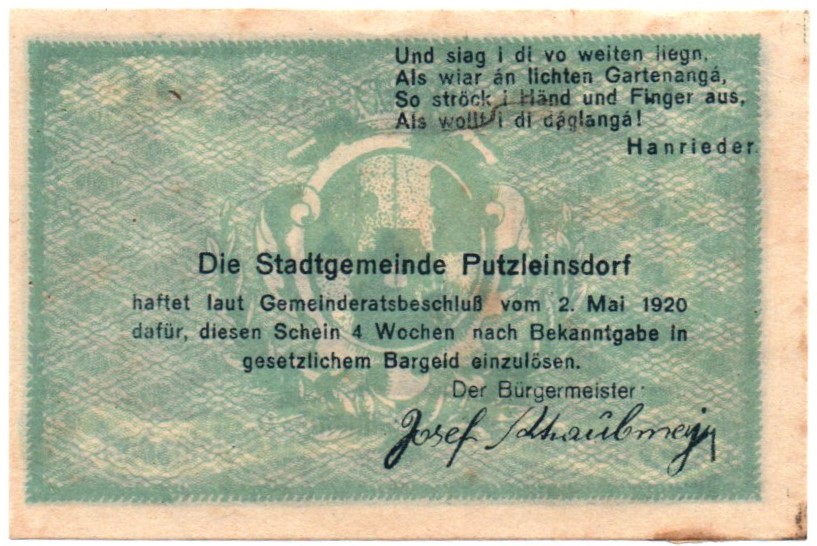 Und siag i di vo weiten liegn,
Als wiar án lichten Gartenangá,
So ströck i Händ und Finger aus,
Als wollt i di dáglangá!
Hanrieder.
Die Stadtgemeinde Putzleinsdorf
haftet laut Gemeinderatsbeschluß vom 2. Mai 1920
dafür, diesen Schein 4 Wochen nach Bekanntgabe in
gesetzlichem Bargeld einzulösen.
Der Bürgermeister:
Josef